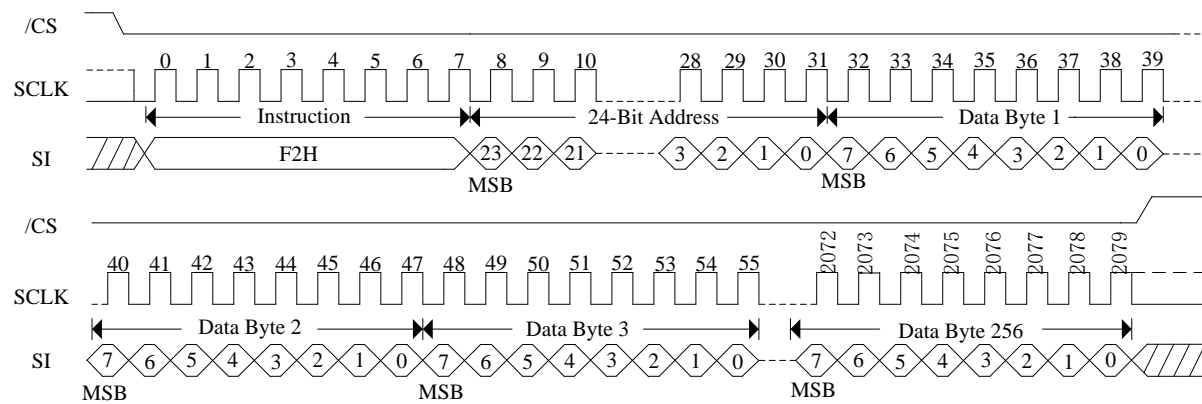 /CS
0 1 2 3 4 5 6 7 8 9 10 28 29 30 31 32 33 34 35 36 37 38 39
SCLK
Instruction 24-Bit Address Data Byte 1
SI F2H 23 22 21 3 2 1 0 7 6 5 4 3 2 1 0
MSB MSB
/CS
40 41 42 43 44 45 46 47 48 49 50 51 52 53 54 55 2072 2073 2074 2075 2076 2077 2078 2079
SCLK
Data Byte 2 Data Byte 3 Data Byte 256
SI 7 6 5 4 3 2 1 0 7 6 5 4 3 2 1 0 7 6 5 4 3 2 1 0
MSB MSB MSB